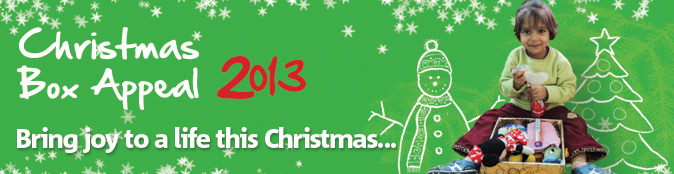 Christmas
Box Appeal 2013
Bring joy to a life this Christmas...